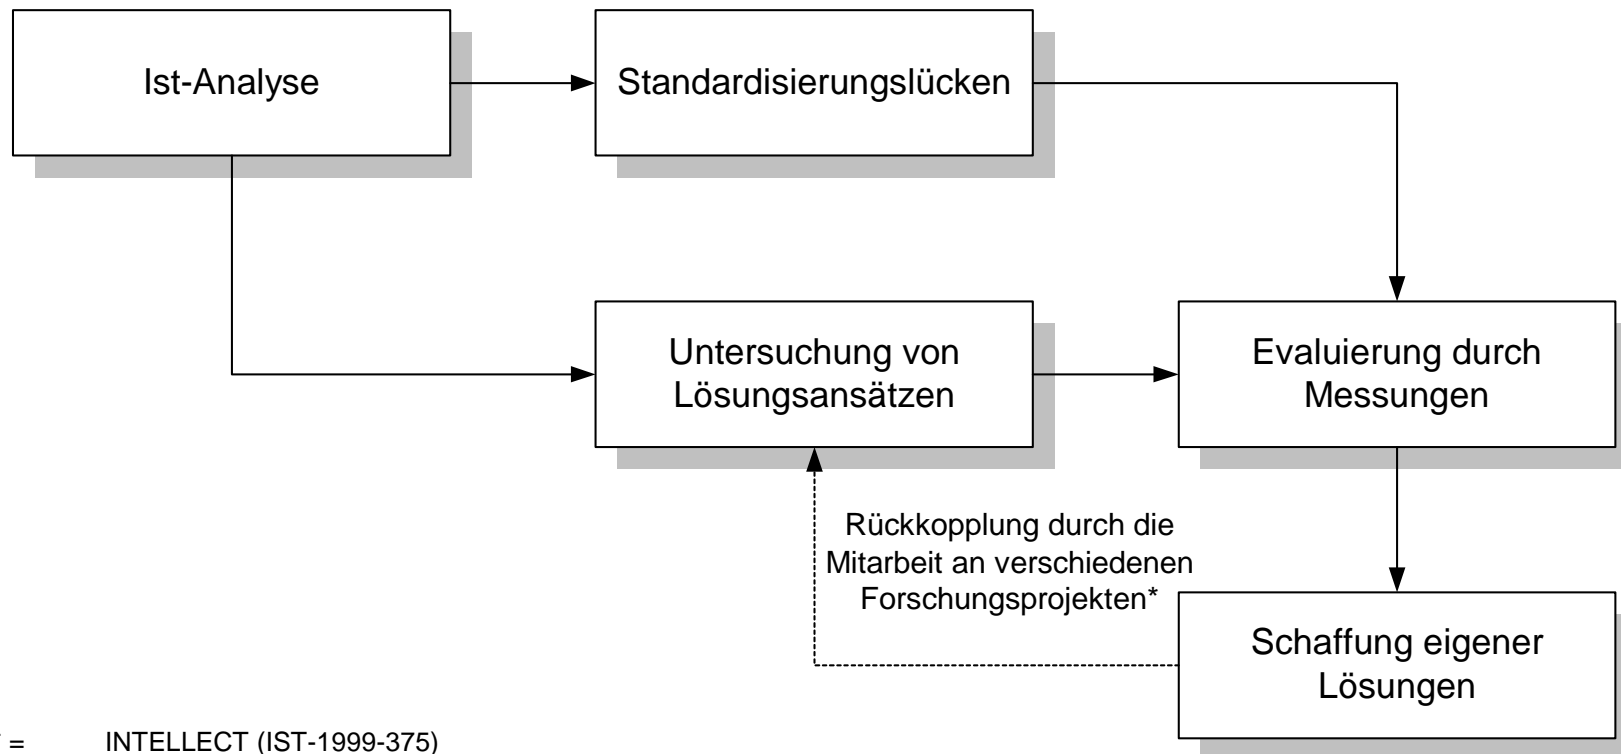 Ist-Analyse
Standardisierungslücken
Untersuchung von
Lösungsansätzen
Evaluierung durch
Messungen
Rückkopplung durch die
Mitarbeit an verschiedenen
Forschungsprojekten*
Schaffung eigener
Lösungen
= INTELLECT (IST-1999-375)